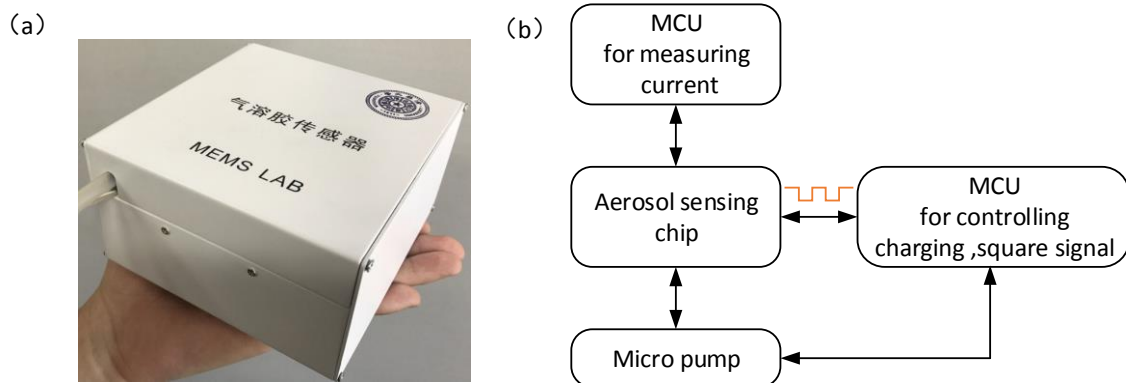 (a)
气溶胶传感器
MEMS LAB
(b)
MCU
for measuring
current
Aerosol sensing
chip
MCU
for controlling
charging ,square signal
Micro pump